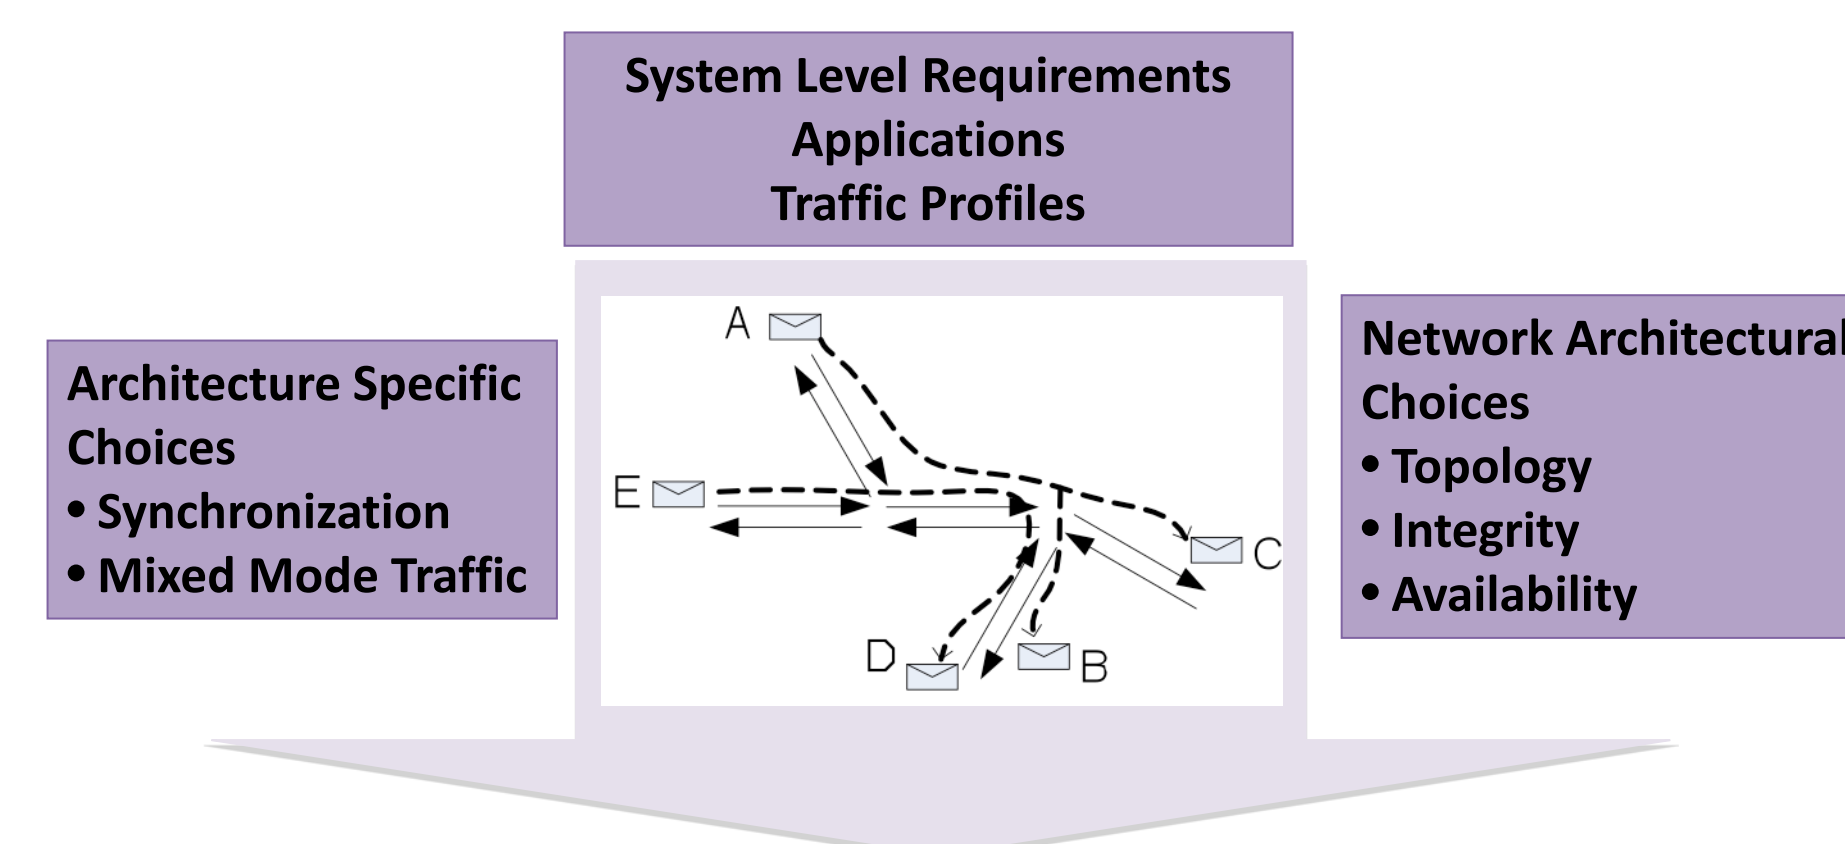 System Level Requirements
Applications
Traffic Profiles
Architecture Specific
Choices
• Synchronization
• Mixed Mode Traffic
A
E
C
D
B
Network Architectural
Choices
• Topology
• Integrity
• Availability